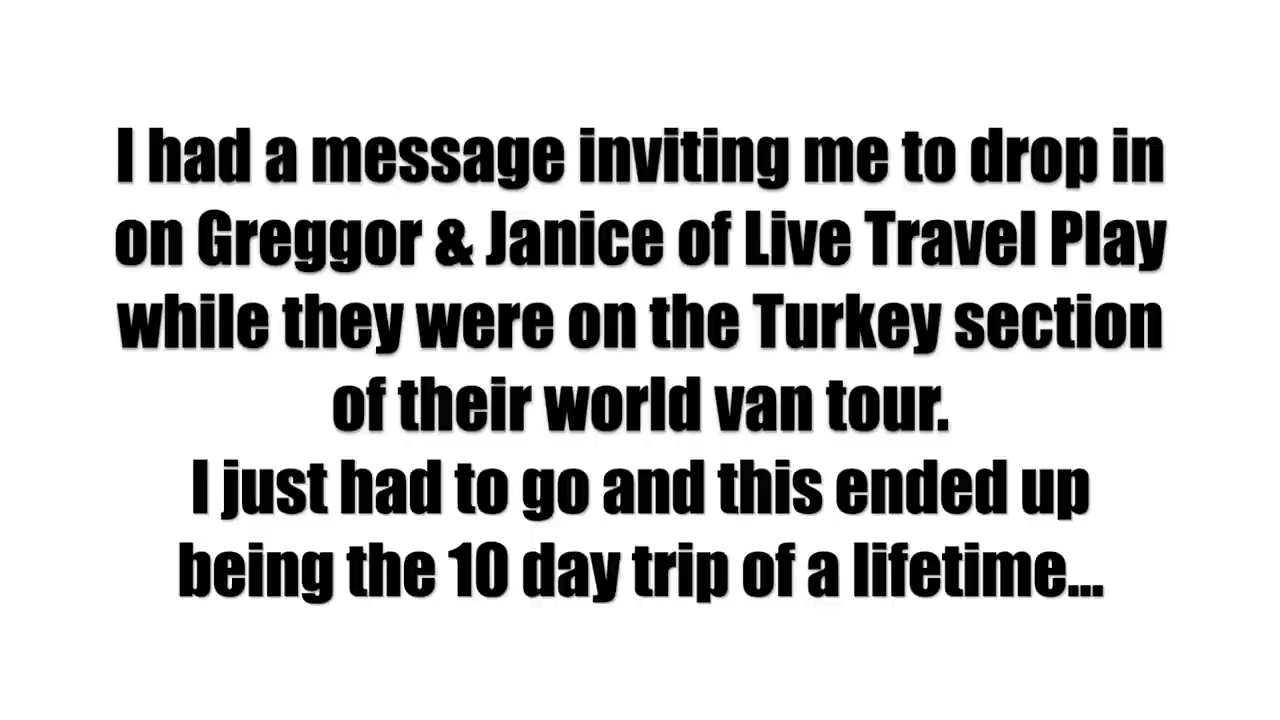 I had a message inviting me to drop in
on Greggor & Janice of Live Travel Play
while they were on the Turkey section
of their world van tour.
I just had to go and this ended up
being the 10 day trip of a lifetime...